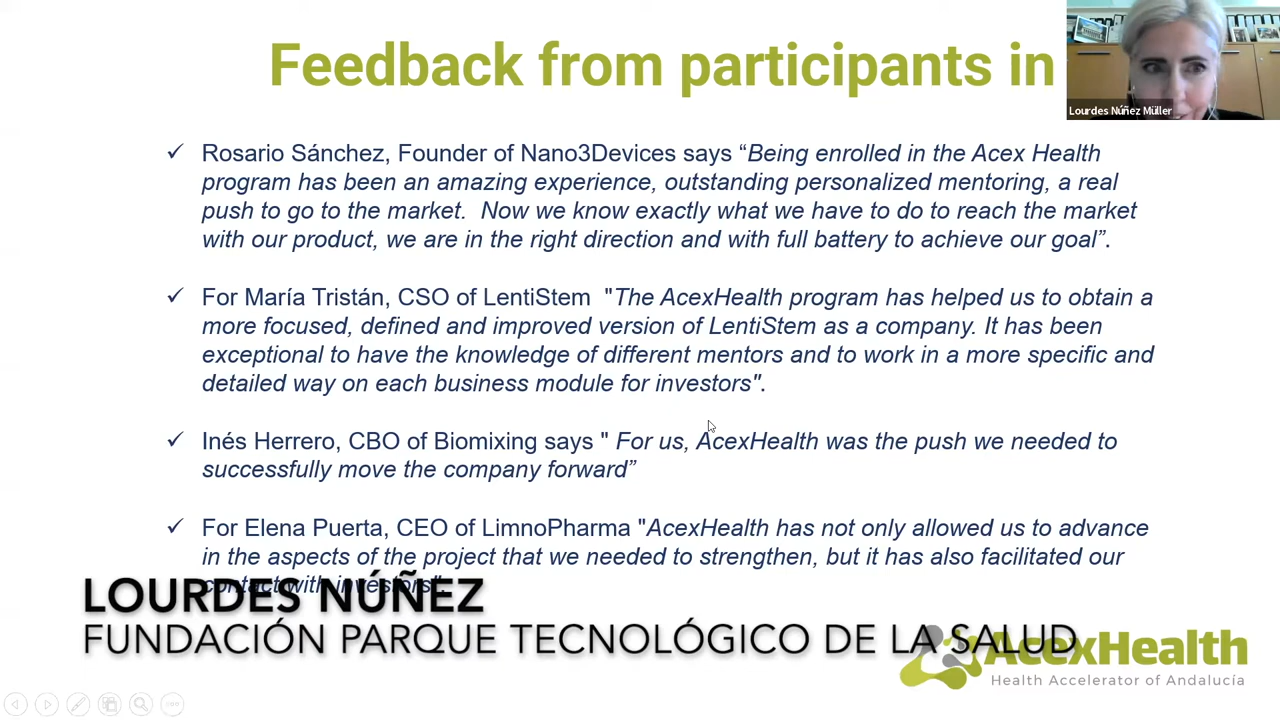 Feedback from participants in
Lourdes Núñez Müller
✓ Rosario Sánchez, Founder of Nano3Devices says “Being enrolled in the Acex Health
program has been an amazing experience, outstanding personalized mentoring, a real
push to go to the market.  Now we know exactly what we have to do to reach the market
with our product, we are in the right direction and with full battery to achieve our goal”.
✓ For María Tristán, CSO of LentiStem  "The AcexHealth program has helped us to obtain a
more focused, defined and improved version of LentiStem as a company. It has been
exceptional to have the knowledge of different mentors and to work in a more specific and
detailed way on each business module for investors".
✓ Inés Herrero, CBO of Biomixing says " For us, AcexHealth was the push we needed to
successfully move the company forward”
✓ For Elena Puerta, CEO of LimnoPharma "AcexHealth has not only allowed us to advance
in the aspects of the project that we needed to strengthen, but it has also facilitated our
contact with investors".
LOURDES NÚÑEZ
FUNDACIÓN PARQUE TECNOLÓGICO DE LA SALUD
AcexHealth
Health Accelerator of Andalucía